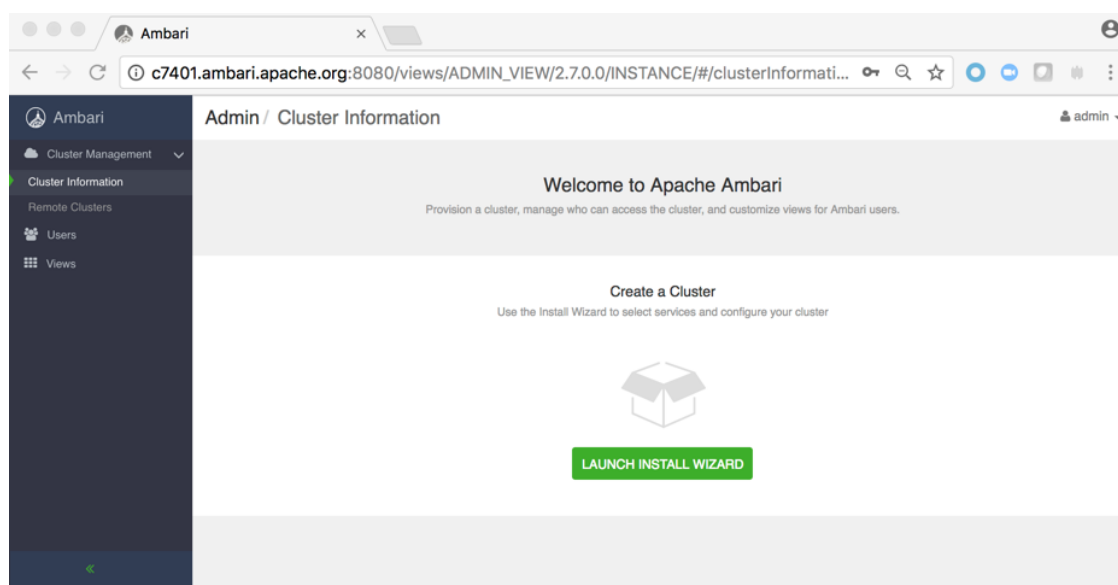 Ambari
c7401.ambari.apache.org:8080/views/ADMIN_VIEW/2.7.0.0/INSTANCE/#/clusterInformati...
Ambari
Admin / Cluster Information
admin
Cluster Management
Cluster Information
Remote Clusters
Users
Views
Welcome to Apache Ambari
Provision a cluster, manage who can access the cluster, and customize views for Ambari users.
Create a Cluster
Use the Install Wizard to select services and configure your cluster
LAUNCH INSTALL WIZARD